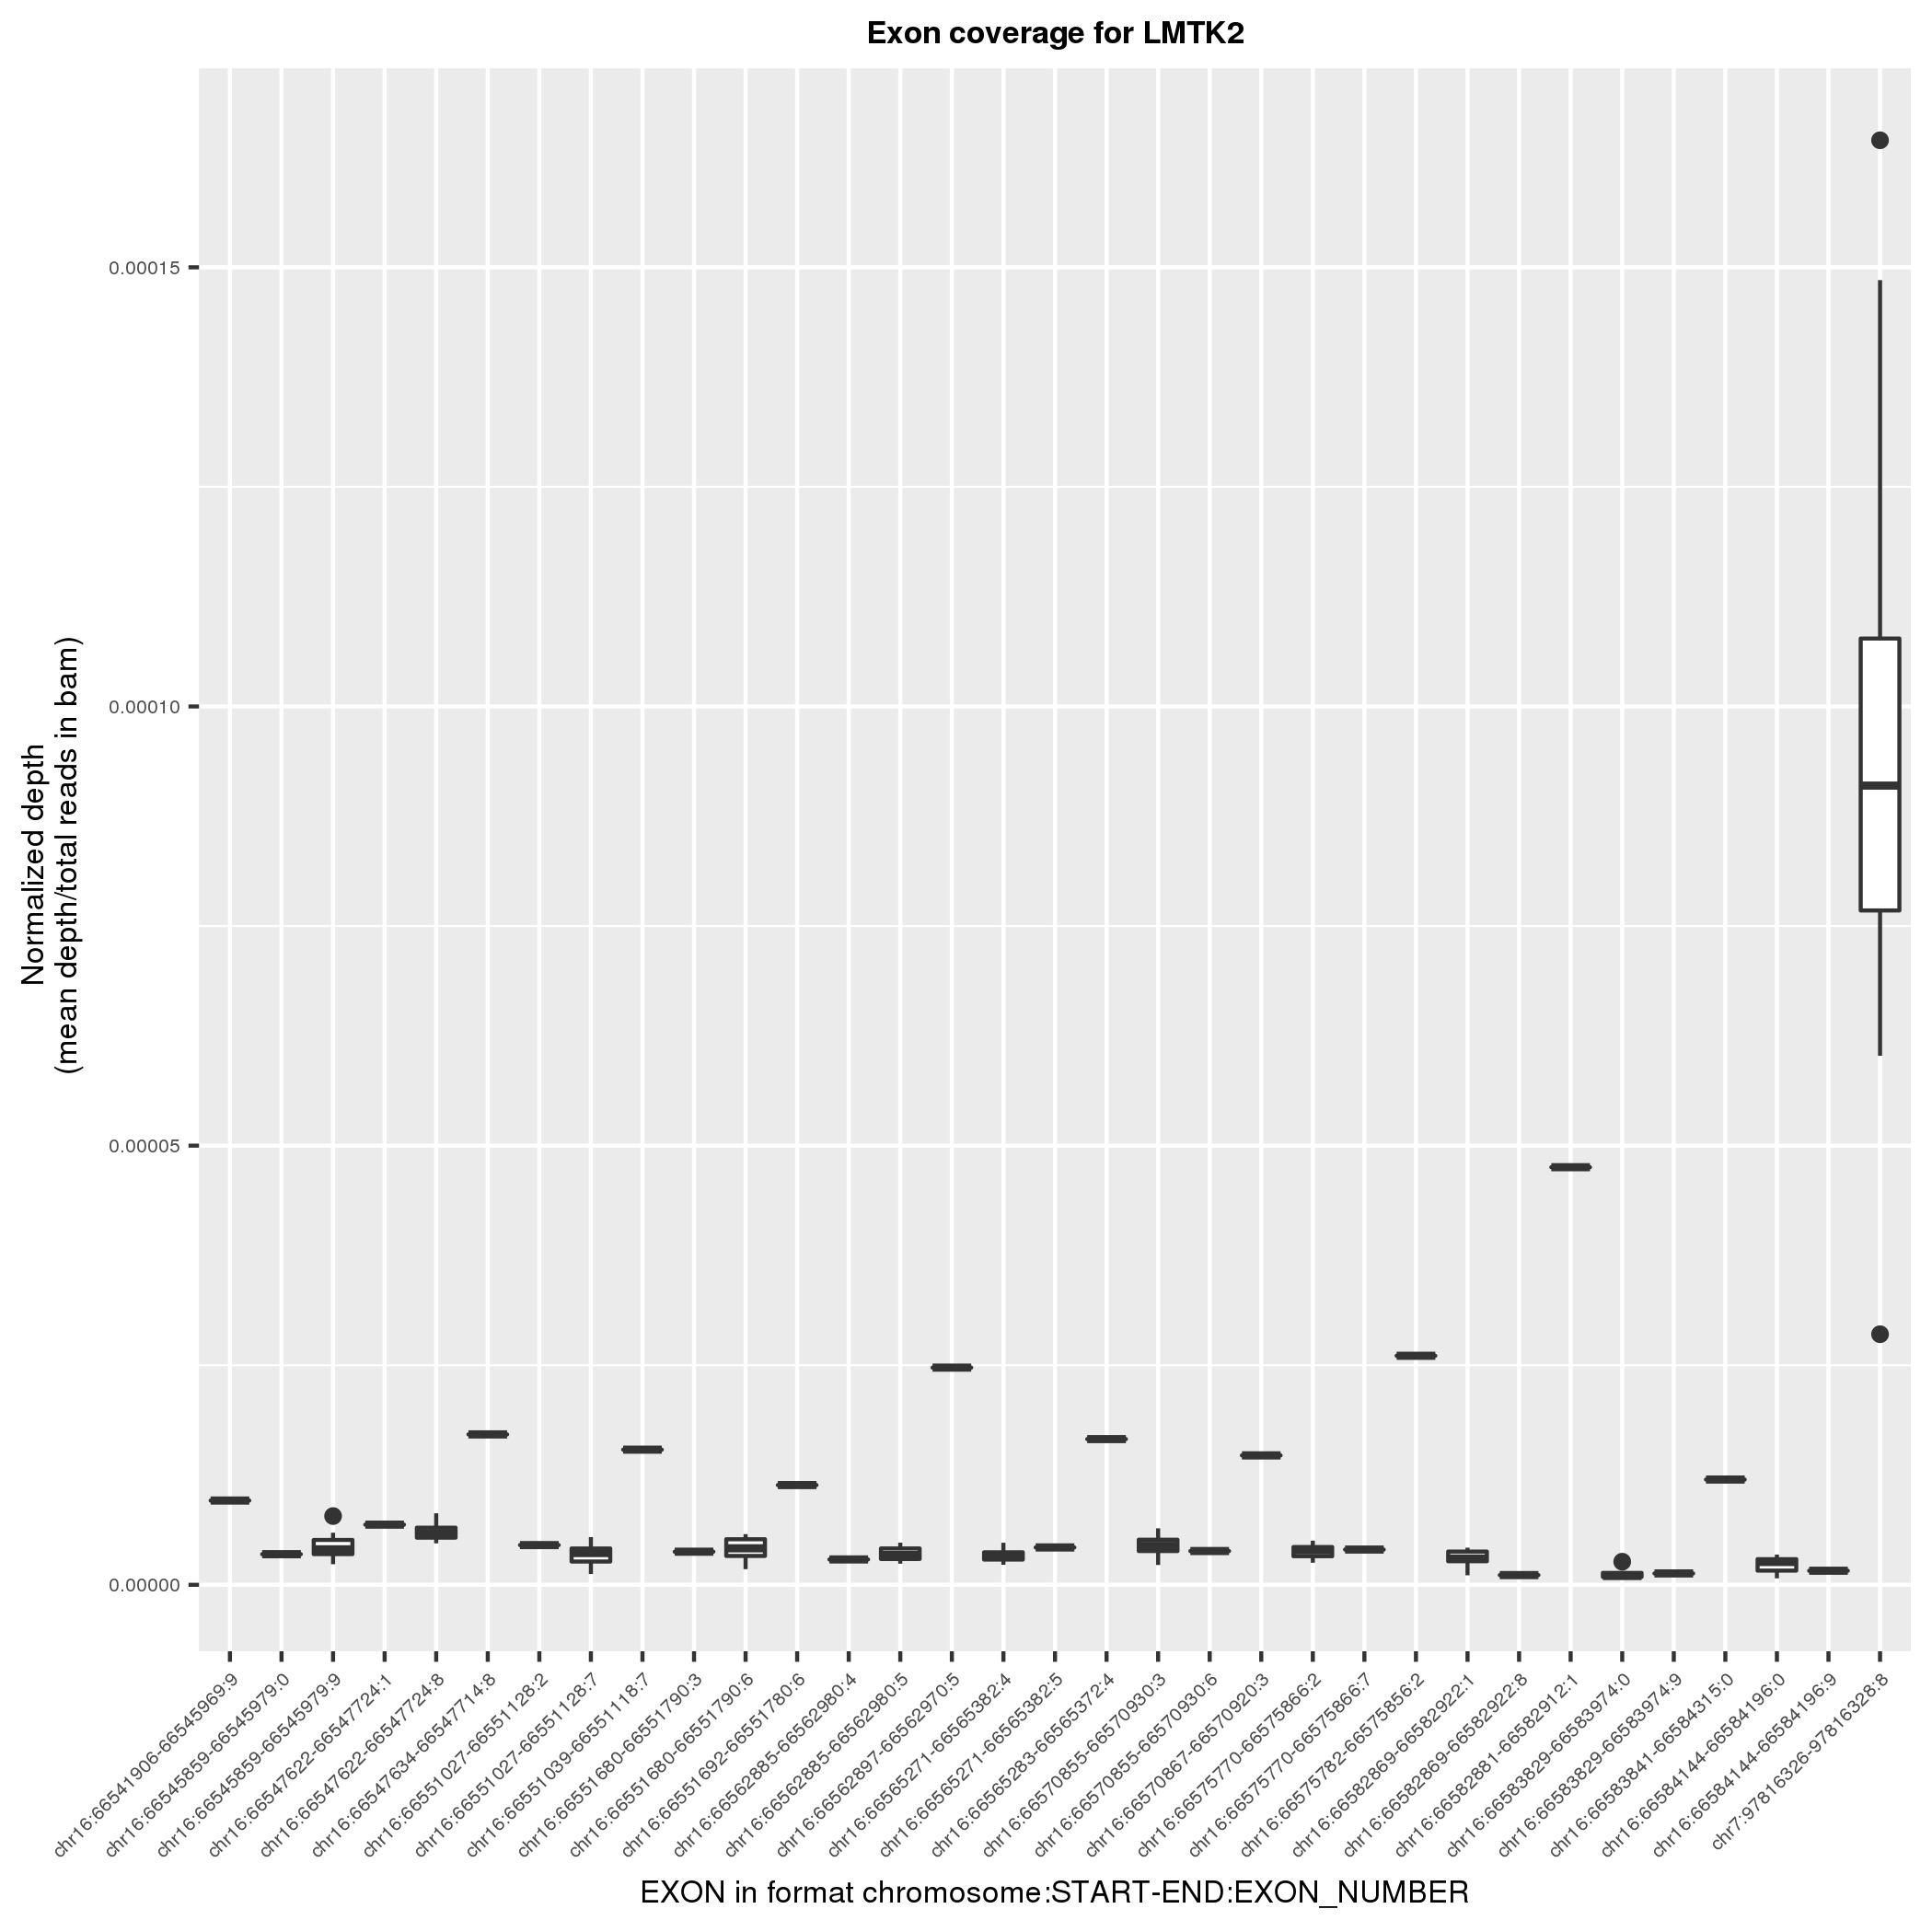 Exon coverage for LMTK2
Normalized depth
(mean depth/total reads in bam)
0.00015
0.00010
0.00005
0.00000
chr16:66541906-66545969:9
chr16:66545859-66545979:0
chr16:66545859-66545979:9
chr16:66547622-66547724:1
chr16:66547622-66547724:8
chr16:66547634-66547714:8
chr16:66551027-66551128:2
chr16:66551027-66551128:7
chr16:66551039-66551118:7
chr16:66551680-66551790:3
chr16:66551680-66551790:6
chr16:66551692-66551780:6
chr16:66562885-66562980:4
chr16:66562885-66562980:5
chr16:66562897-66562970:5
chr16:66565271-66565382:4
chr16:66565271-66565382:5
chr16:66565283-66565372:4
chr16:66570855-66570930:3
chr16:66570855-66570930:6
chr16:66570867-66570920:3
chr16:66575770-66575866:2
chr16:66575770-66575866:7
chr16:66575782-66575856:2
chr16:66582869-66582922:1
chr16:66582869-66582922:8
chr16:66582881-66582912:1
chr16:66583829-66583974:0
chr16:66583829-66583974:9
chr16:66583841-66584315:0
chr16:66584144-66584196:0
chr16:66584144-66584196:9
chr7:97816326-97816328:8
EXON in format chromosome:START-END:EXON_NUMBER